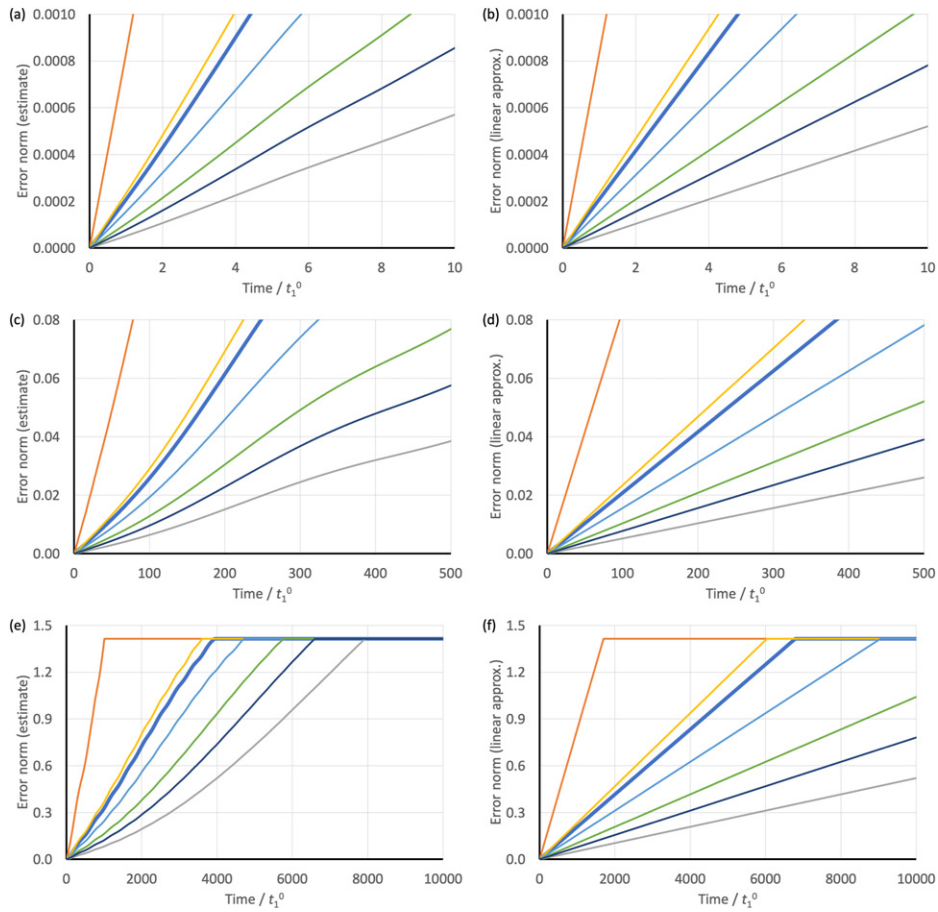 (a)
Error norm (estimate)
0.0010
0.0008
0.0006
0.0004
0.0002
0.0000
0 2 4 6 8 10
Time / t₁⁰
(b)
Error norm (linear approx.)
0.0010
0.0008
0.0006
0.0004
0.0002
0.0000
0 2 4 6 8 10
Time / t₁⁰
(c)
Error norm (estimate)
0.08
0.06
0.04
0.02
0.00
0 100 200 300 400 500
Time / t₁⁰
(d)
Error norm (linear approx.)
0.08
0.06
0.04
0.02
0.00
0 100 200 300 400 500
Time / t₁⁰
(e)
Error norm (estimate)
1.5
1.2
0.9
0.6
0.3
0.0
0 2000 4000 6000 8000 10000
Time / t₁⁰
(f)
Error norm (linear approx.)
1.5
1.2
0.9
0.6
0.3
0.0
0 2000 4000 6000 8000 10000
Time / t₁⁰